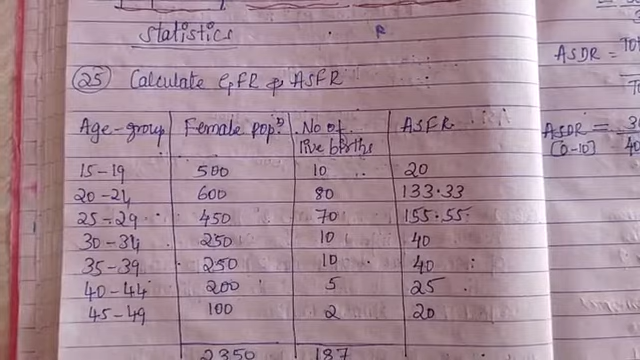 Statistics
25 Calculate GFR & ASFR
Age-group Female popn No of live births ASFR
15-19 500 10 20
20-24 600 80 133.33
25-29 450 70 155.55
30-34 250 10 40
35-39 250 10 40
40-44 200 5 25
45-49 100 2 20
2350 187
ASDR =
ASDR =
[0-10]